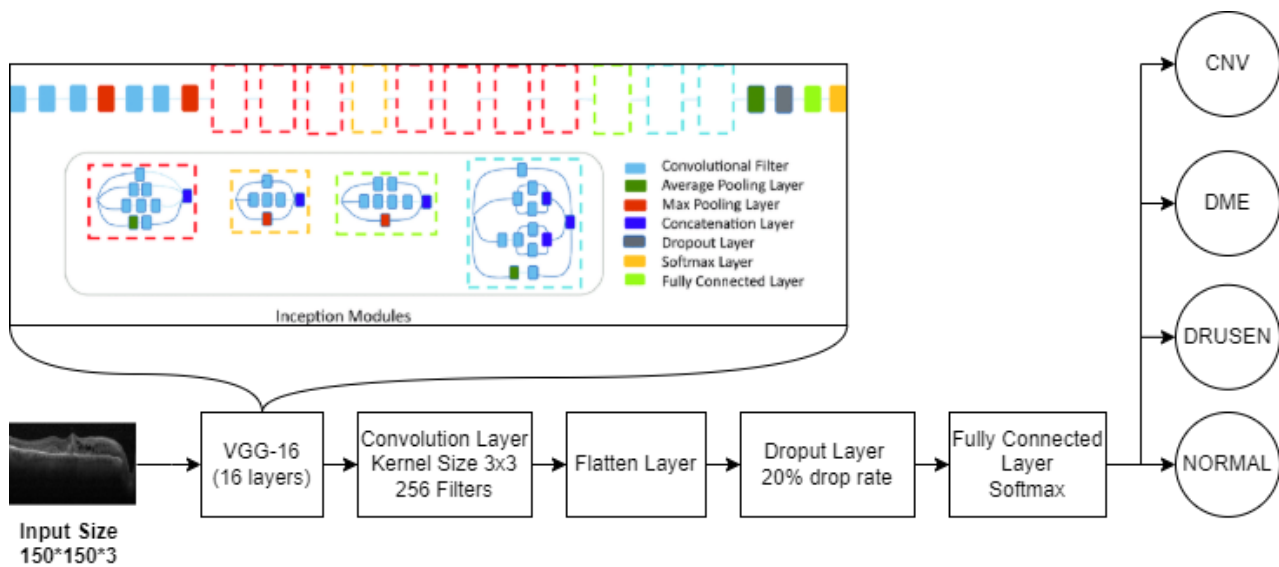 Convolutional Filter
Average Pooling Layer
Max Pooling Layer
Concatenation Layer
Dropout Layer
Softmax Layer
Fully Connected Layer
Inception Modules
Input Size
150*150*3
VGG-16
(16 layers)
Convolution Layer
Kernel Size 3x3
256 Filters
Flatten Layer
Droput Layer
20% drop rate
Fully Connected
Layer
Softmax
CNV
DME
DRUSEN
NORMAL